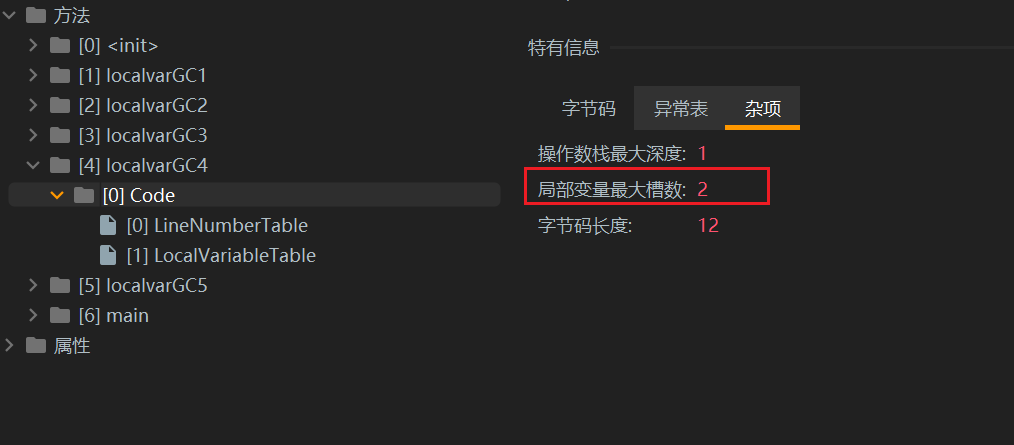 方法
[0] <init>
[1] localvarGC1
[2] localvarGC2
[3] localvarGC3
[4] localvarGC4
[0] Code
[0] LineNumberTable
[1] LocalVariableTable
[5] localvarGC5
[6] main
属性
特有信息
字节码 异常表 杂项
操作数栈最大深度: 1
局部变量最大槽数: 2
字节码长度: 12